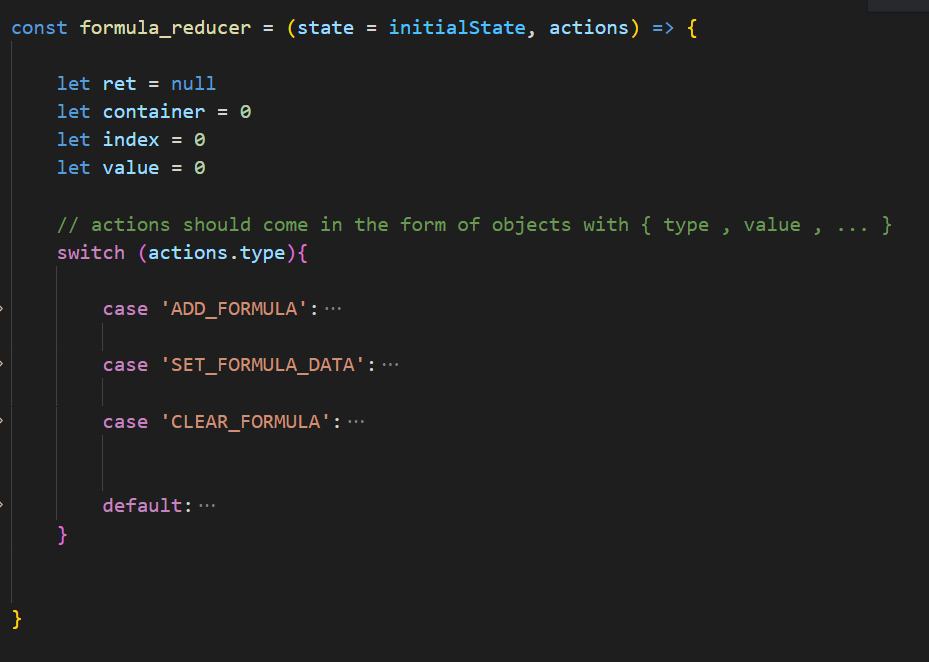 const formula_reducer = (state = initialState, actions) => {
let ret = null
let container = 0
let index = 0
let value = 0
// actions should come in the form of objects with { type , value , ... }
switch (actions.type){
case 'ADD_FORMULA':···
case 'SET_FORMULA_DATA':···
case 'CLEAR_FORMULA':···
default:···
}
}